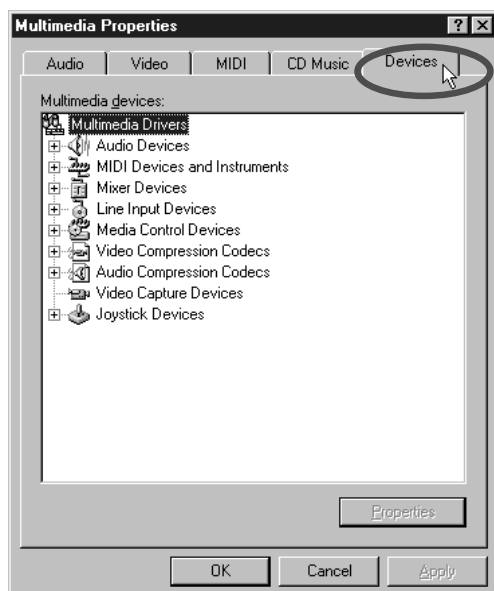 Multimedia Properties
Audio Video MIDI CD Music Devices
Multimedia devices:
Multimedia Drivers
Audio Devices
MIDI Devices and Instruments
Mixer Devices
Line Input Devices
Media Control Devices
Video Compression Codecs
Audio Compression Codecs
Video Capture Devices
Joystick Devices
Properties
OK Cancel Apply